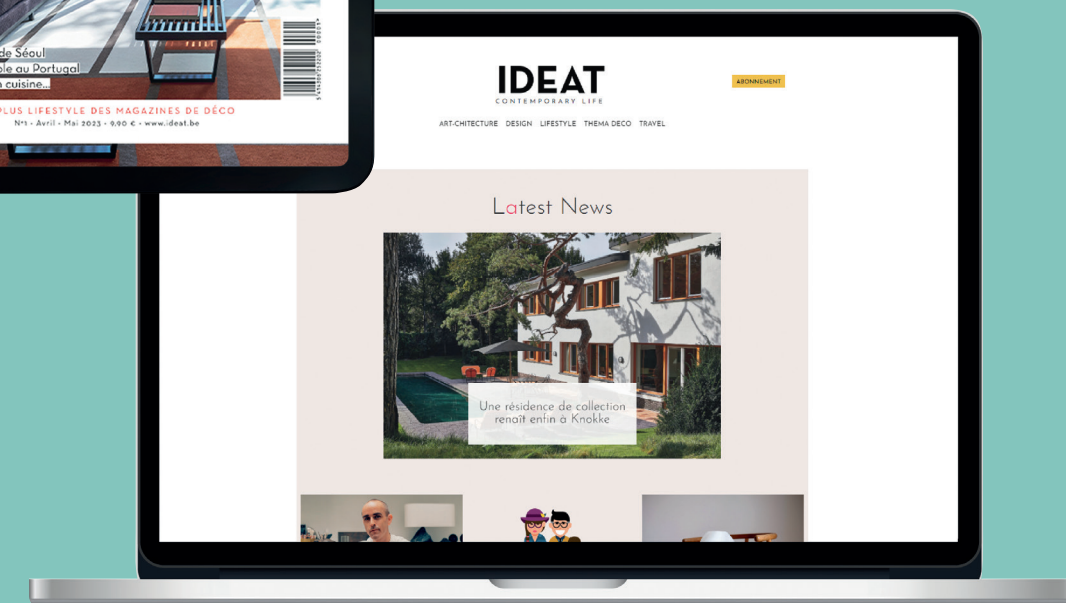 de Séoul
le au Portugal
cuisine...
PLUS LIFESTYLE DES MAGAZINES DE DÉCO
N°1 - Avril - Mai 2023 - 9,90 € - www.ideat.be
IDEAT
CONTEMPORARY LIFE
ABONNEMENT
ART-CHITECTURE DESIGN LIFESTYLE THEMA DECO TRAVEL
Latest News
Une résidence de collection
renaît enfin à Knokke